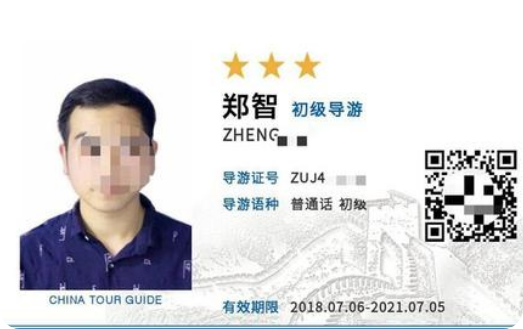 郑智 初级导游
ZHENG
导游证号 ZUJ4
导游语种 普通话 初级
CHINA TOUR GUIDE
有效期限 2018.07.06-2021.07.05